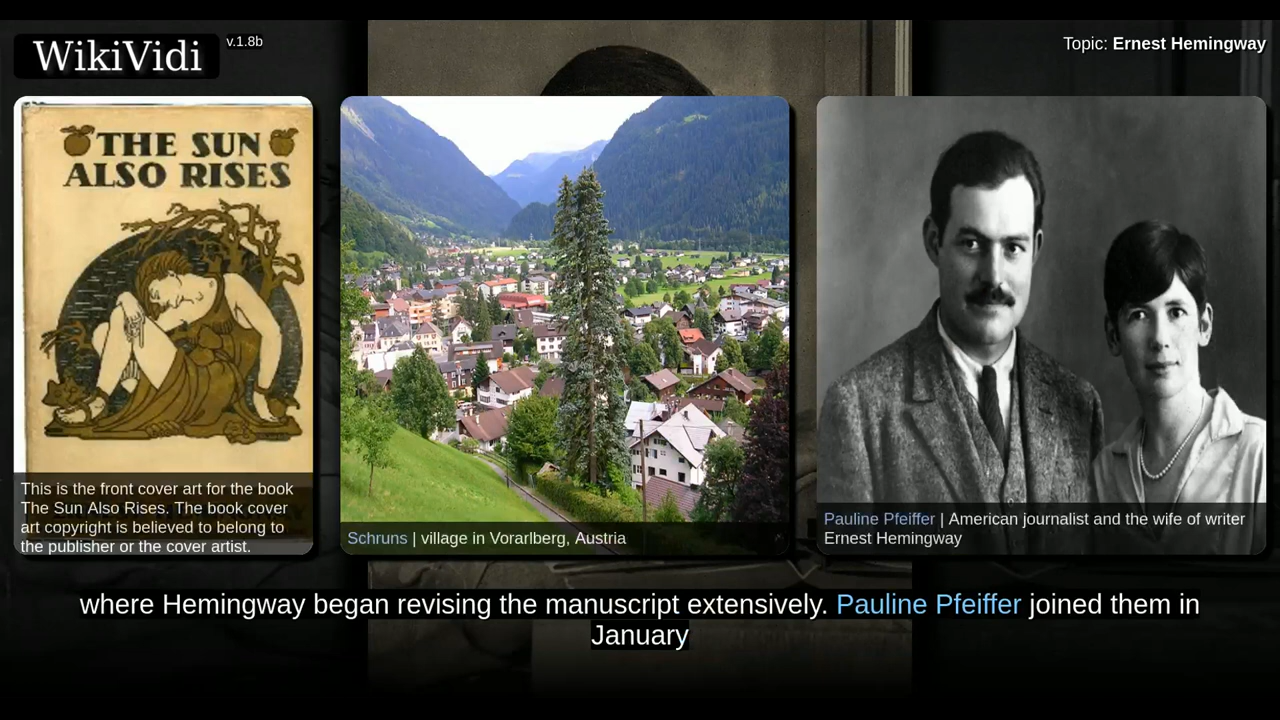 WikiVidi v.1.8b
Topic: Ernest Hemingway
THE SUN
ALSO RISES
This is the front cover art for the book
The Sun Also Rises. The book cover
art copyright is believed to belong to
the publisher or the cover artist.
Schruns | village in Vorarlberg, Austria
Pauline Pfeiffer | American journalist and the wife of writer
Ernest Hemingway
where Hemingway began revising the manuscript extensively. Pauline Pfeiffer joined them in
January